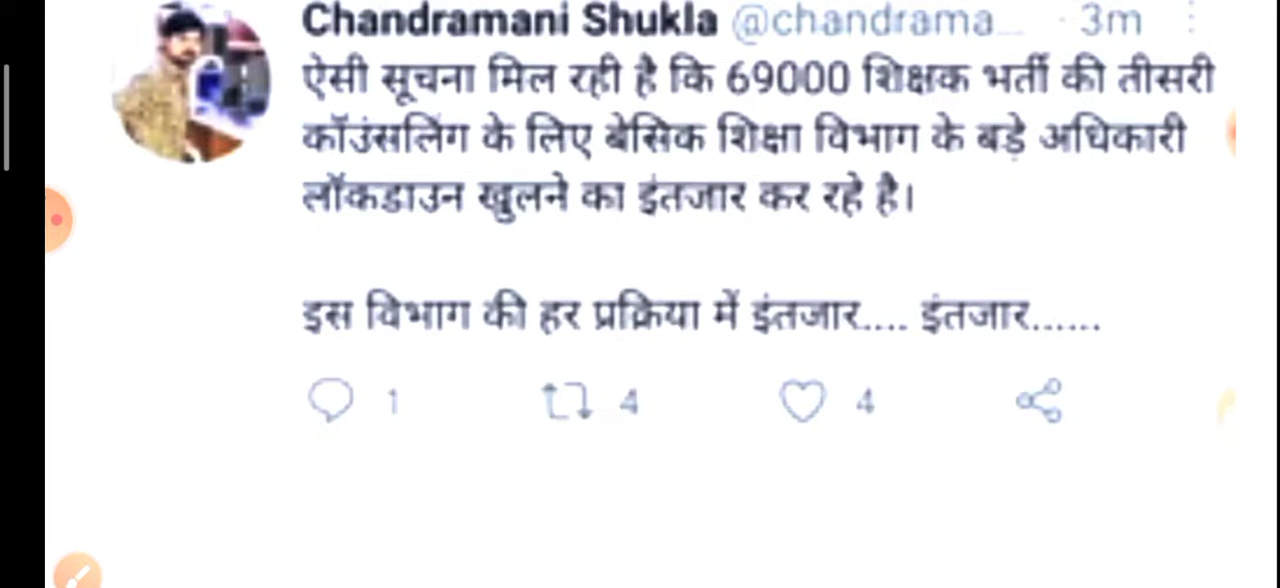 Chandramani Shukla @chandrama... · 3m
ऐसी सूचना मिल रही है कि 69000 शिक्षक भर्ती की तीसरी
कॉउंसलिंग के लिए बेसिक शिक्षा विभाग के बड़े अधिकारी
लॉकडाउन खुलने का इंतजार कर रहे है।
इस विभाग की हर प्रक्रिया में इंतजार.... इंतजार......
1 4 4